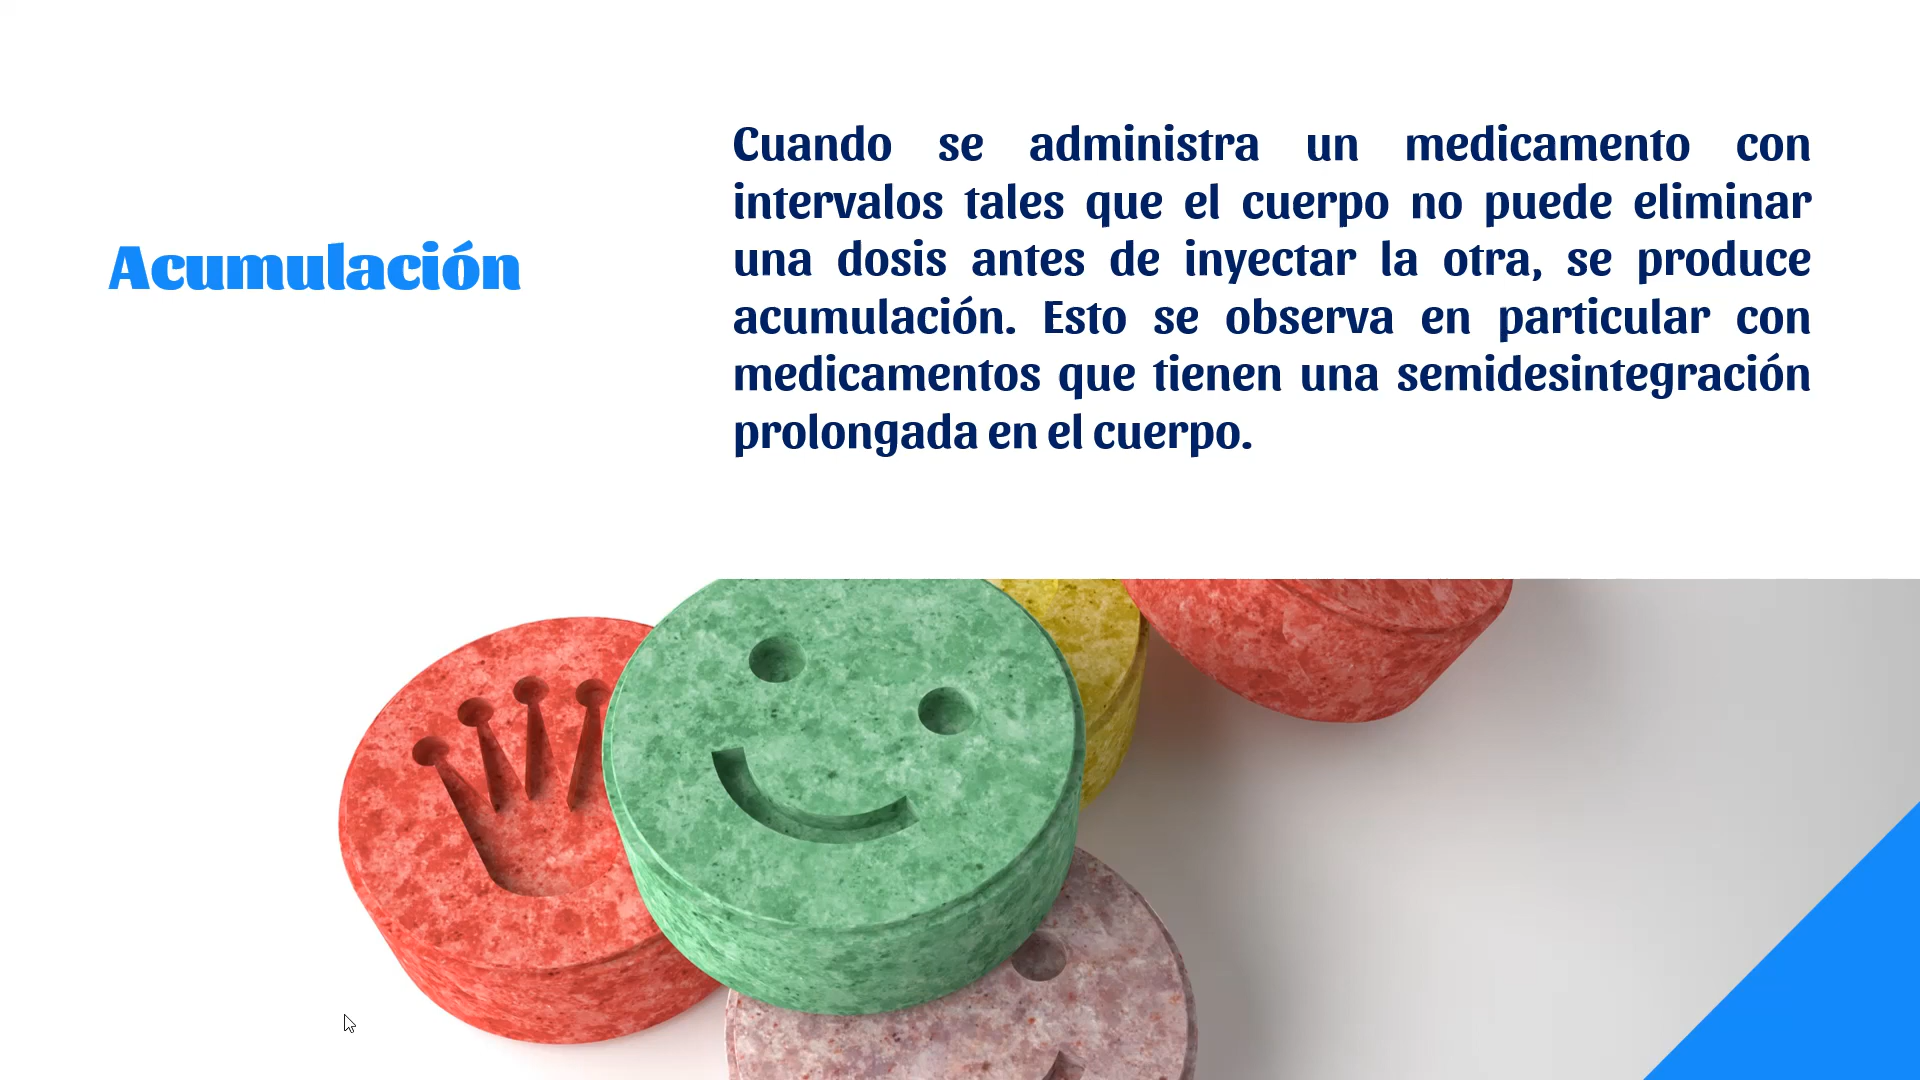 Acumulación
Cuando se administra un medicamento con
intervalos tales que el cuerpo no puede eliminar
una dosis antes de inyectar la otra, se produce
acumulación. Esto se observa en particular con
medicamentos que tienen una semidesintegración
prolongada en el cuerpo.